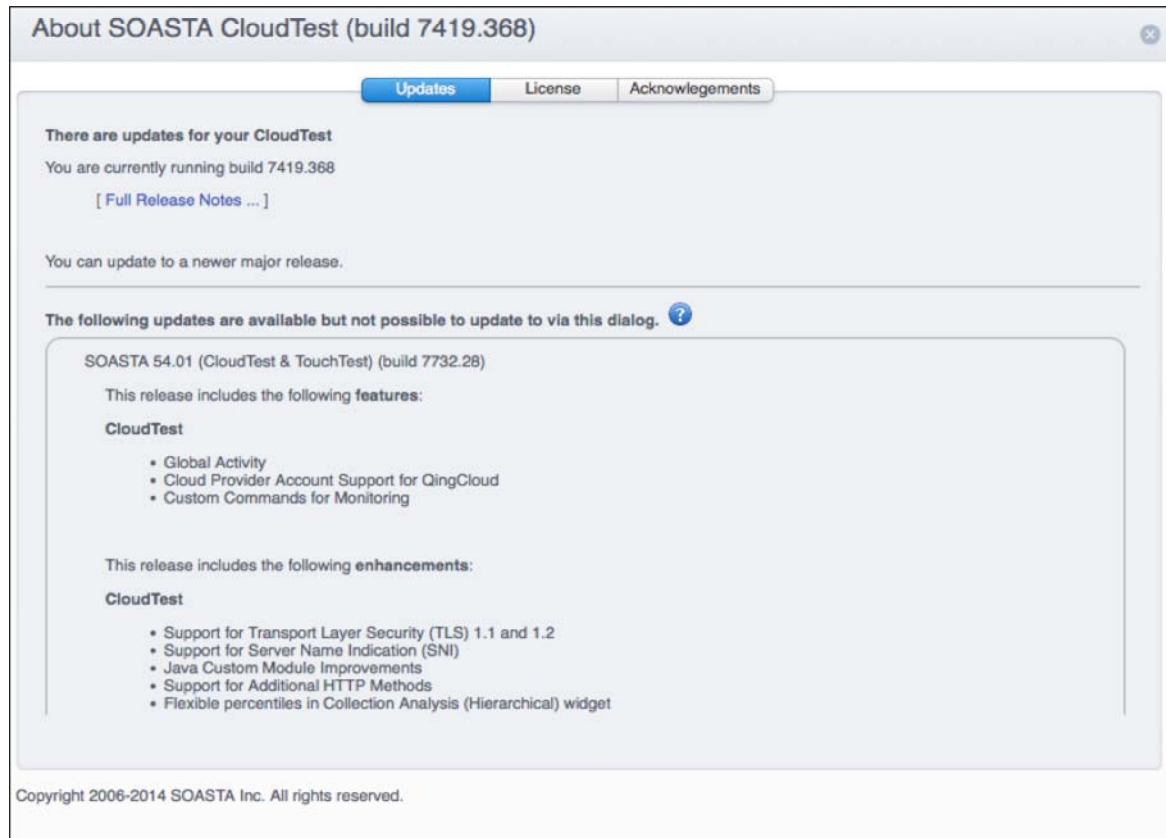 About SOASTA CloudTest (build 7419.368)
Updates
License
Acknowlegements
There are updates for your CloudTest
You are currently running build 7419.368
[ Full Release Notes ... ]
You can update to a newer major release.
The following updates are available but not possible to update to via this dialog. ?
SOASTA 54.01 (CloudTest & TouchTest) (build 7732.28)
This release includes the following features:
CloudTest
• Global Activity
• Cloud Provider Account Support for QingCloud
• Custom Commands for Monitoring
This release includes the following enhancements:
CloudTest
• Support for Transport Layer Security (TLS) 1.1 and 1.2
• Support for Server Name Indication (SNI)
• Java Custom Module Improvements
• Support for Additional HTTP Methods
• Flexible percentiles in Collection Analysis (Hierarchical) widget
Copyright 2006-2014 SOASTA Inc. All rights reserved.